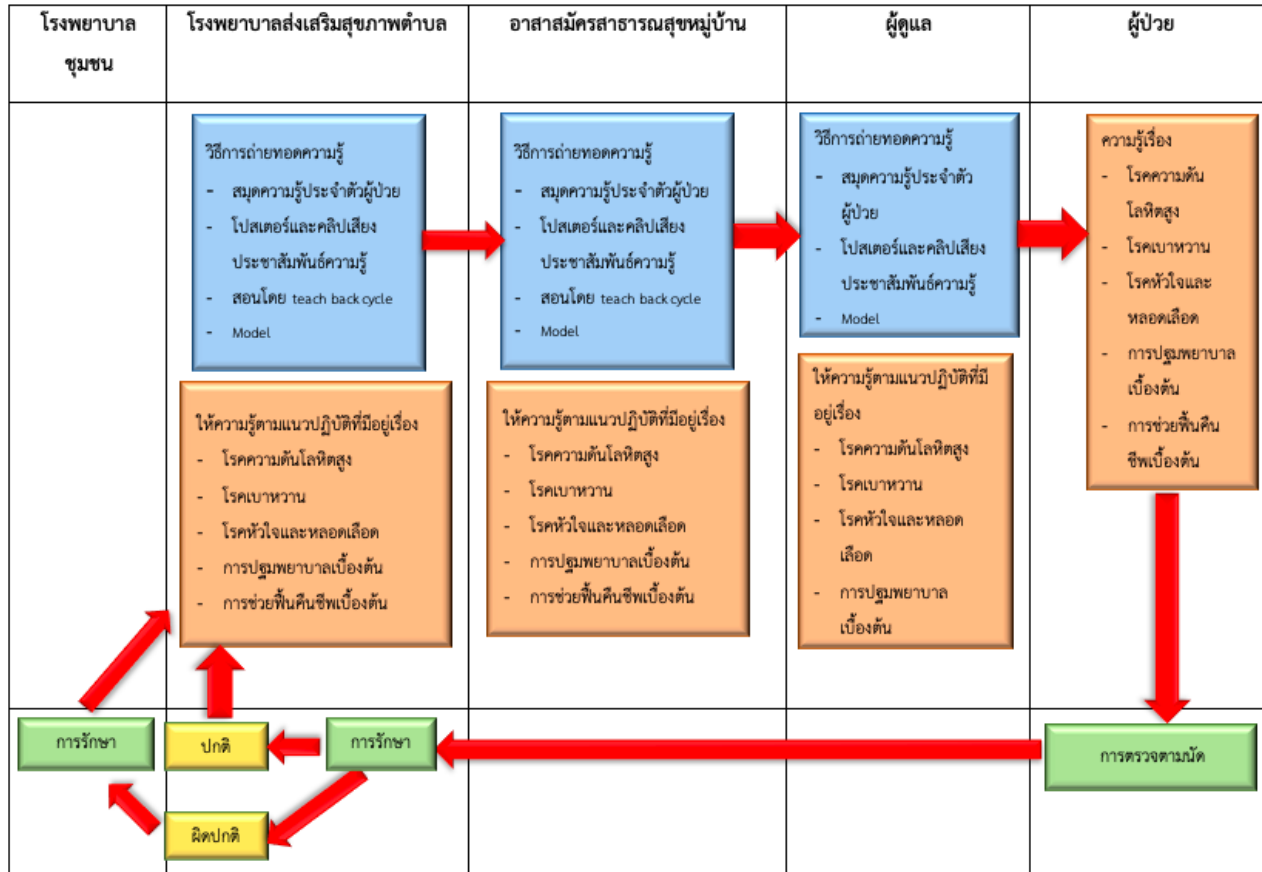 โรงพยาบาล
ชุมชน
โรงพยาบาลส่งเสริมสุขภาพตำบล
อาสาสมัครสาธารณสุขหมู่บ้าน
ผู้ดูแล
ผู้ป่วย
วิธีการถ่ายทอดความรู้
- สมุดความรู้ประจำตัวผู้ป่วย
- โปสเตอร์และคลิปเสียง
ประชาสัมพันธ์ความรู้
- สอนโดย teach back cycle
- Model
วิธีการถ่ายทอดความรู้
- สมุดความรู้ประจำตัวผู้ป่วย
- โปสเตอร์และคลิปเสียง
ประชาสัมพันธ์ความรู้
- สอนโดย teach back cycle
- Model
วิธีการถ่ายทอดความรู้
- สมุดความรู้ประจำตัว
ผู้ป่วย
- โปสเตอร์และคลิปเสียง
ประชาสัมพันธ์ความรู้
- Model
ความรู้เรื่อง
- โรคความดัน
โลหิตสูง
- โรคเบาหวาน
- โรคหัวใจและ
หลอดเลือด
- การปฐมพยาบาล
เบื้องต้น
- การช่วยฟื้นคืน
ชีพเบื้องต้น
ให้ความรู้ตามแนวปฏิบัติที่มีอยู่เรื่อง
- โรคความดันโลหิตสูง
- โรคเบาหวาน
- โรคหัวใจและหลอดเลือด
- การปฐมพยาบาลเบื้องต้น
- การช่วยฟื้นคืนชีพเบื้องต้น
ให้ความรู้ตามแนวปฏิบัติที่มีอยู่เรื่อง
- โรคความดันโลหิตสูง
- โรคเบาหวาน
- โรคหัวใจและหลอดเลือด
- การปฐมพยาบาลเบื้องต้น
- การช่วยฟื้นคืนชีพเบื้องต้น
ให้ความรู้ตามแนวปฏิบัติที่มี
อยู่เรื่อง
- โรคความดันโลหิตสูง
- โรคเบาหวาน
- โรคหัวใจและหลอด
เลือด
- การปฐมพยาบาล
เบื้องต้น
การรักษา
ปกติ
การรักษา
การตรวจตามนัด
ผิดปกติ